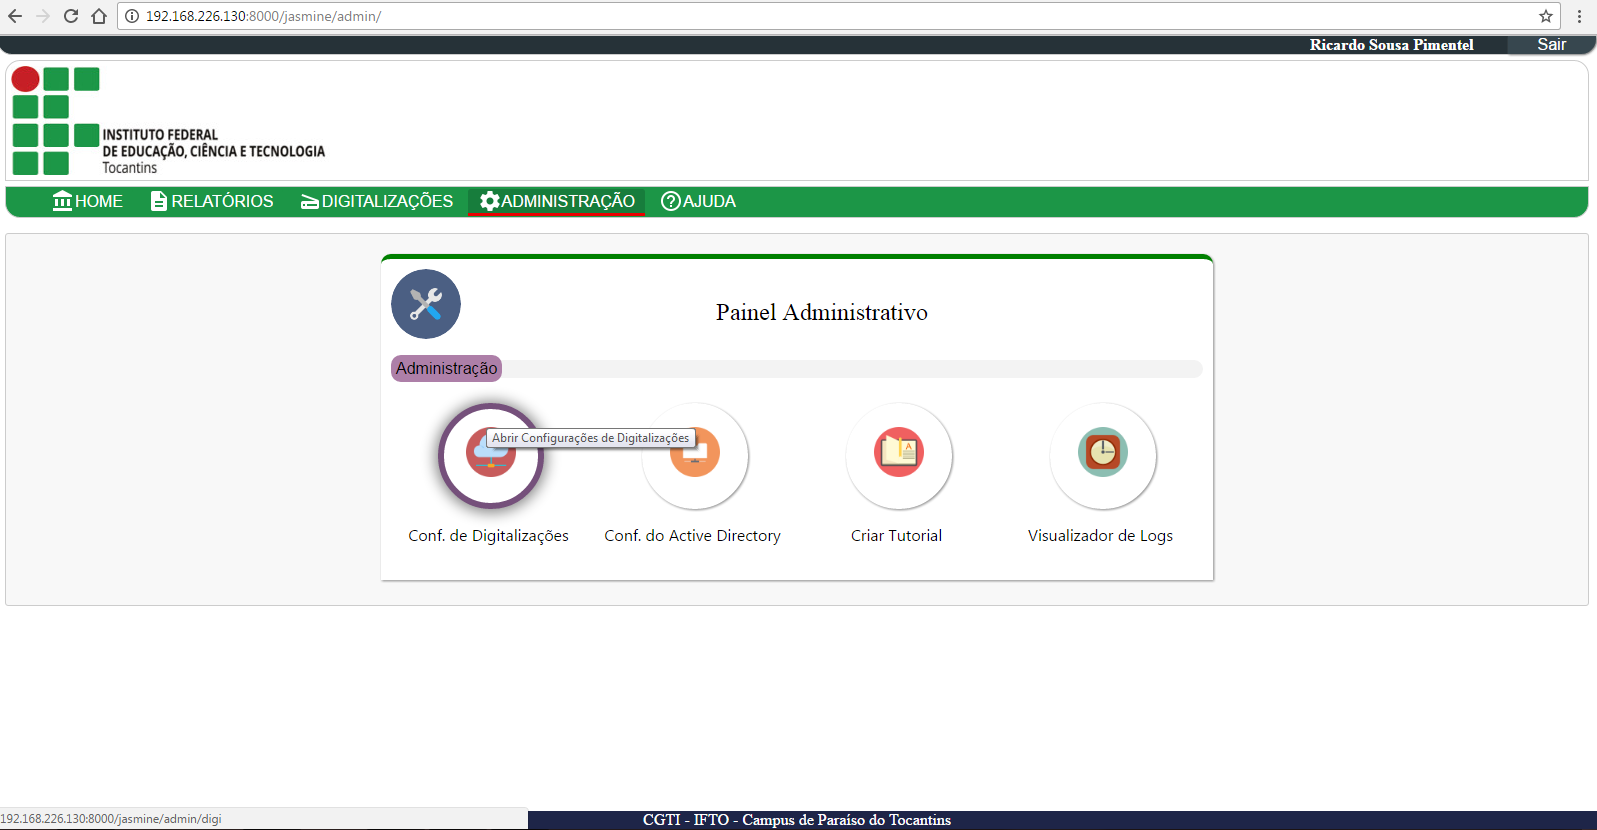 192.168.226.130:8000/jasmine/admin/
Ricardo Sousa Pimentel
Sair
INSTITUTO FEDERAL
DE EDUCAÇÃO, CIÊNCIA E TECNOLOGIA
Tocantins
HOME
RELATÓRIOS
DIGITALIZAÇÕES
ADMINISTRAÇÃO
AJUDA
Painel Administrativo
Administração
Abrir Configurações de Digitalizações
A
Conf. de Digitalizações
Conf. do Active Directory
Criar Tutorial
Visualizador de Logs
192.168.226.130:8000/jasmine/admin/digi
CGTI - IFTO - Campus de Paraíso do Tocantins